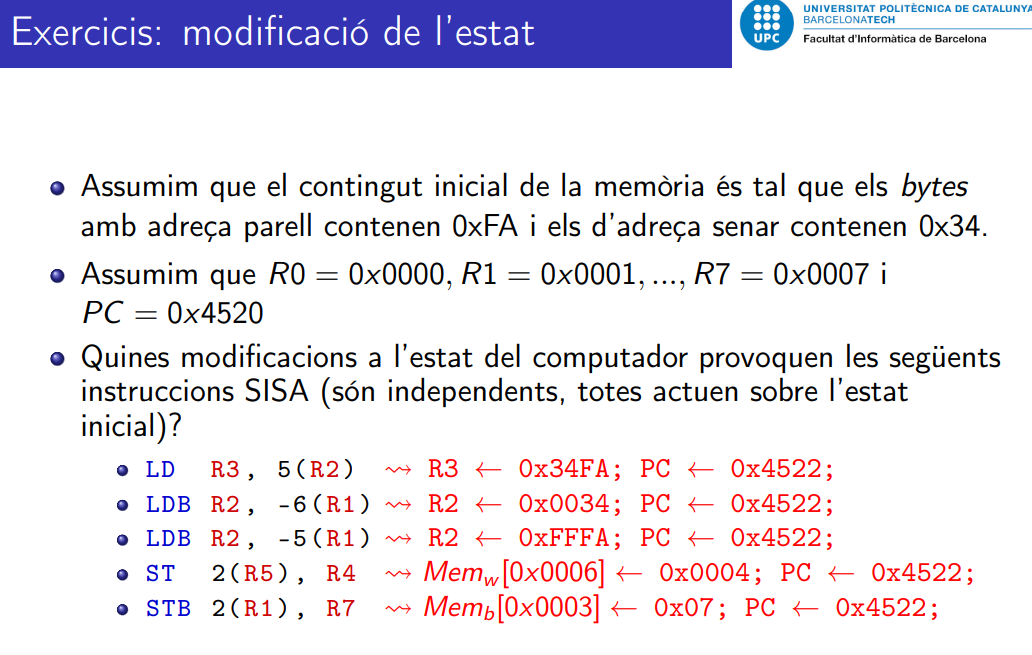 Exercicis: modificació de l'estat
UNIVERSITAT POLITÈCNICA DE CATALUNYA
BARCELONATECH
Facultat d'Informàtica de Barcelona
UPC
Assumim que el contingut inicial de la memòria és tal que els bytes
amb adreça parell contenen 0xFA i els d'adreça senar contenen 0x34.
Assumim que R0 = 0x0000, R1 = 0x0001, ..., R7 = 0x0007 i
PC = 0x4520
Quines modificacions a l'estat del computador provoquen les següents
instruccions SISA (són independents, totes actuen sobre l'estat
inicial)?
LD R3, 5(R2) ⇝ R3 ← 0x34FA; PC ← 0x4522;
LDB R2, -6(R1) ⇝ R2 ← 0x0034; PC ← 0x4522;
LDB R2, -5(R1) ⇝ R2 ← 0xFFFA; PC ← 0x4522;
ST 2(R5), R4 ⇝ Memw[0x0006] ← 0x0004; PC ← 0x4522;
STB 2(R1), R7 ⇝ Memb[0x0003] ← 0x07; PC ← 0x4522;